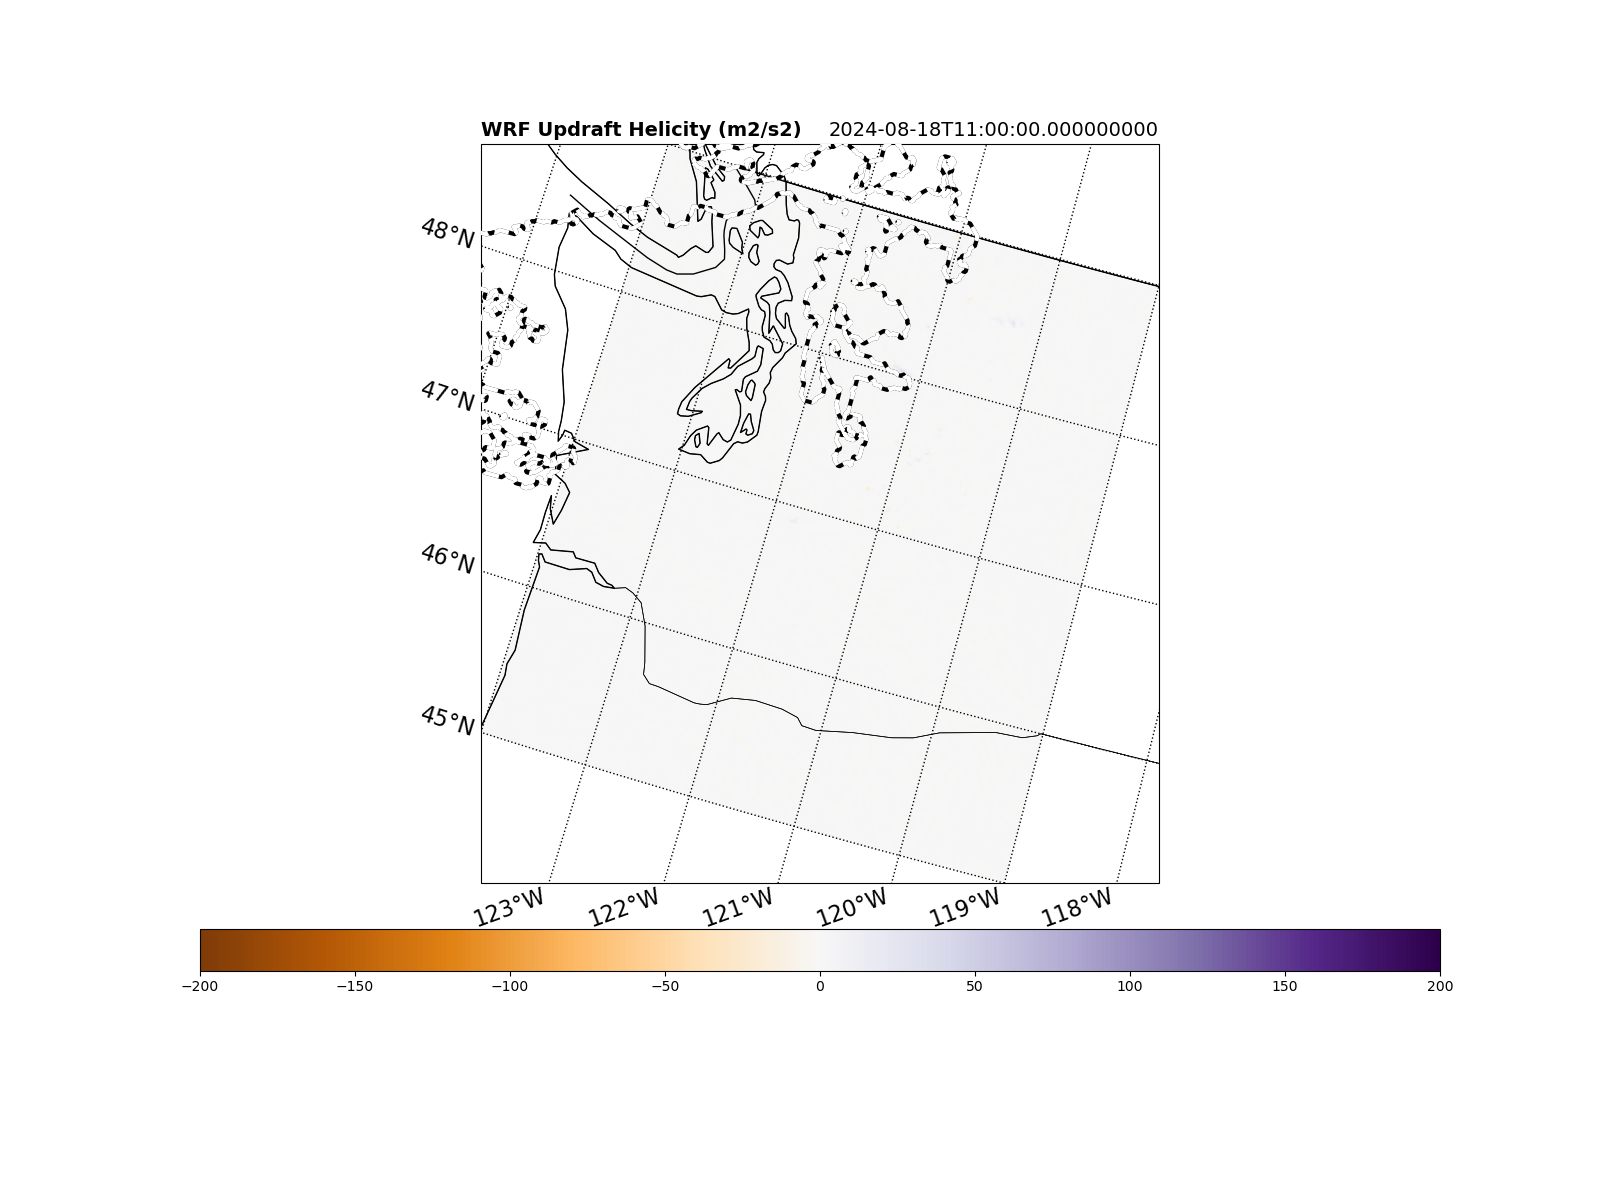 WRF Updraft Helicity (m2/s2) 2024-08-18T11:00:00.000000000
48°N
47°N
46°N
45°N
123°W 122°W 121°W 120°W 119°W 118°W
−200 −150 −100 −50 0 50 100 150 200